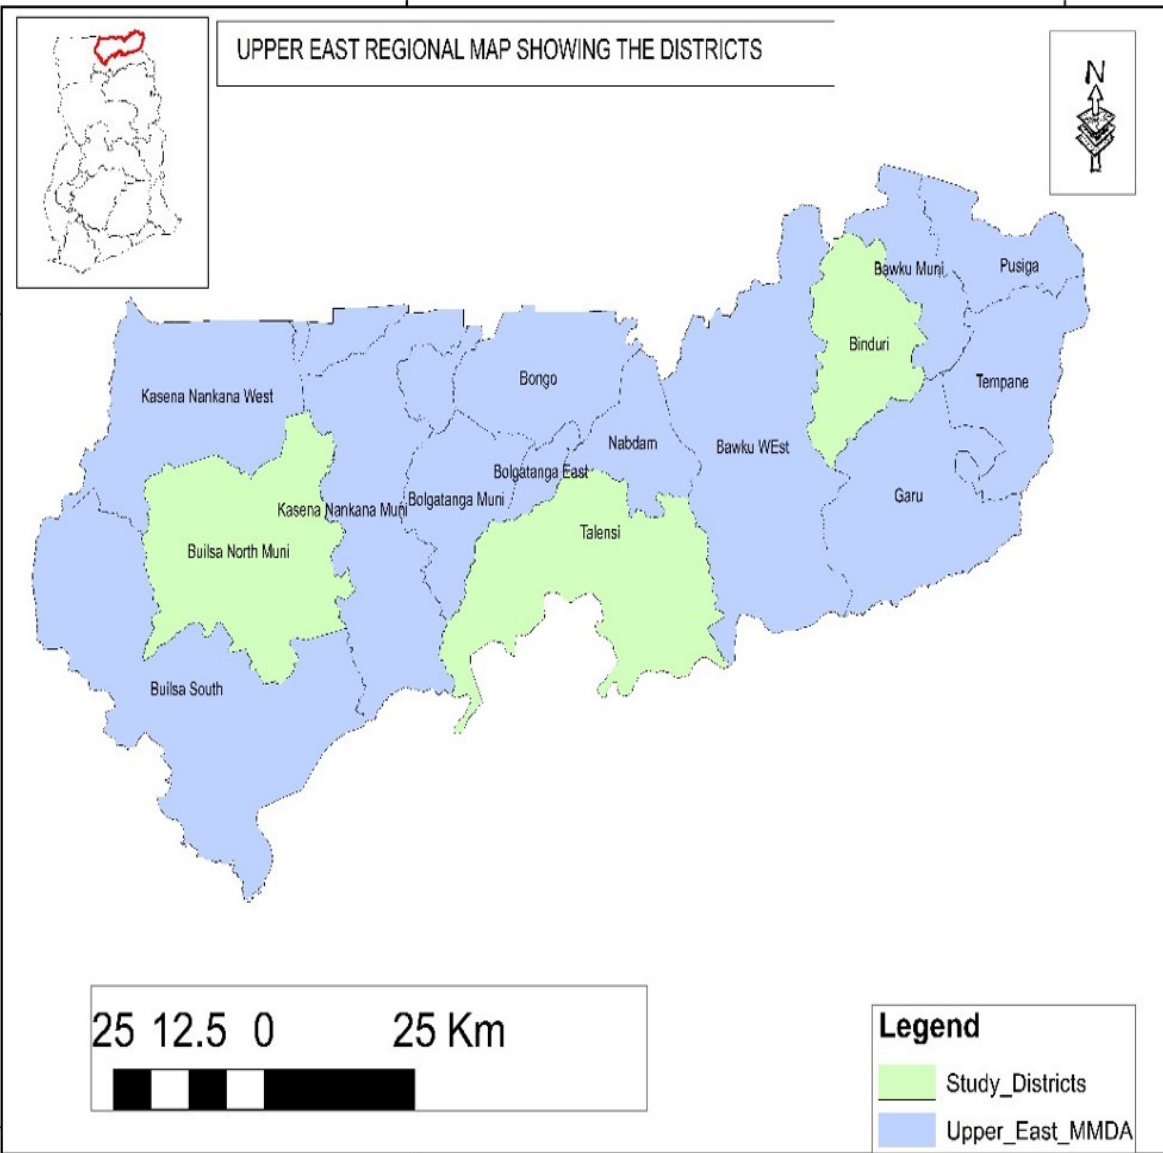 UPPER EAST REGIONAL MAP SHOWING THE DISTRICTS
N
Bawku Muni
Pusiga
Binduri
Bongo
Tempane
Kasena Nankana West
Nabdam
Bawku WEst
Bolgatanga East
Bolgatanga Muni
Garu
Kasena Nankana Muni
Talensi
Builsa North Muni
Builsa South
25 12.5 0 25 Km
Legend
Study_Districts
Upper_East_MMDA